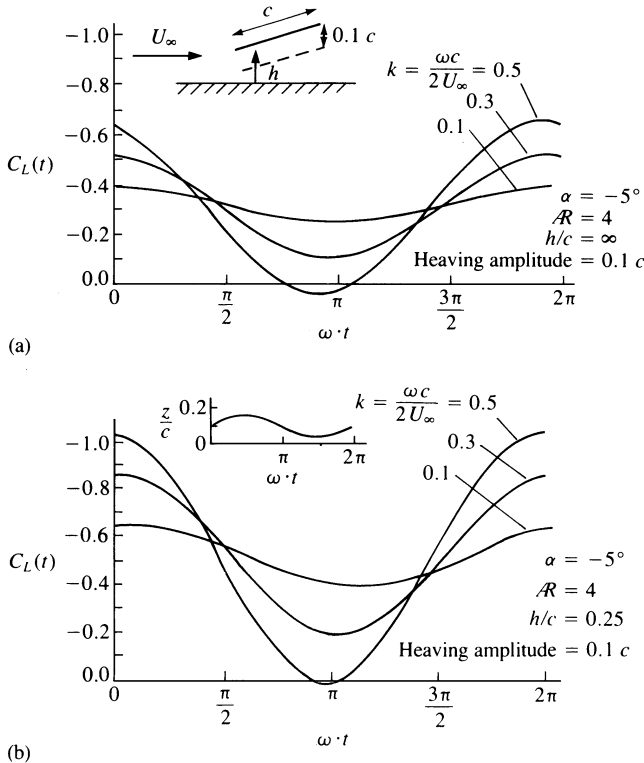 -1.0
-0.8
-0.6
-0.4
-0.2
0.0
C_L(t)
U∞
c
0.1 c
h
k = ωc/2U∞ = 0.5
0.3
0.1
α = -5°
AR = 4
h/c = ∞
Heaving amplitude = 0.1 c
0
π/2
π
3π/2
2π
ω·t
(a)
z/c
0.2
0
π
2π
ω·t
k = ωc/2U∞ = 0.5
0.3
0.1
-1.0
-0.8
-0.6
-0.4
-0.2
0.0
C_L(t)
α = -5°
AR = 4
h/c = 0.25
Heaving amplitude = 0.1 c
0
π/2
π
3π/2
2π
ω·t
(b)